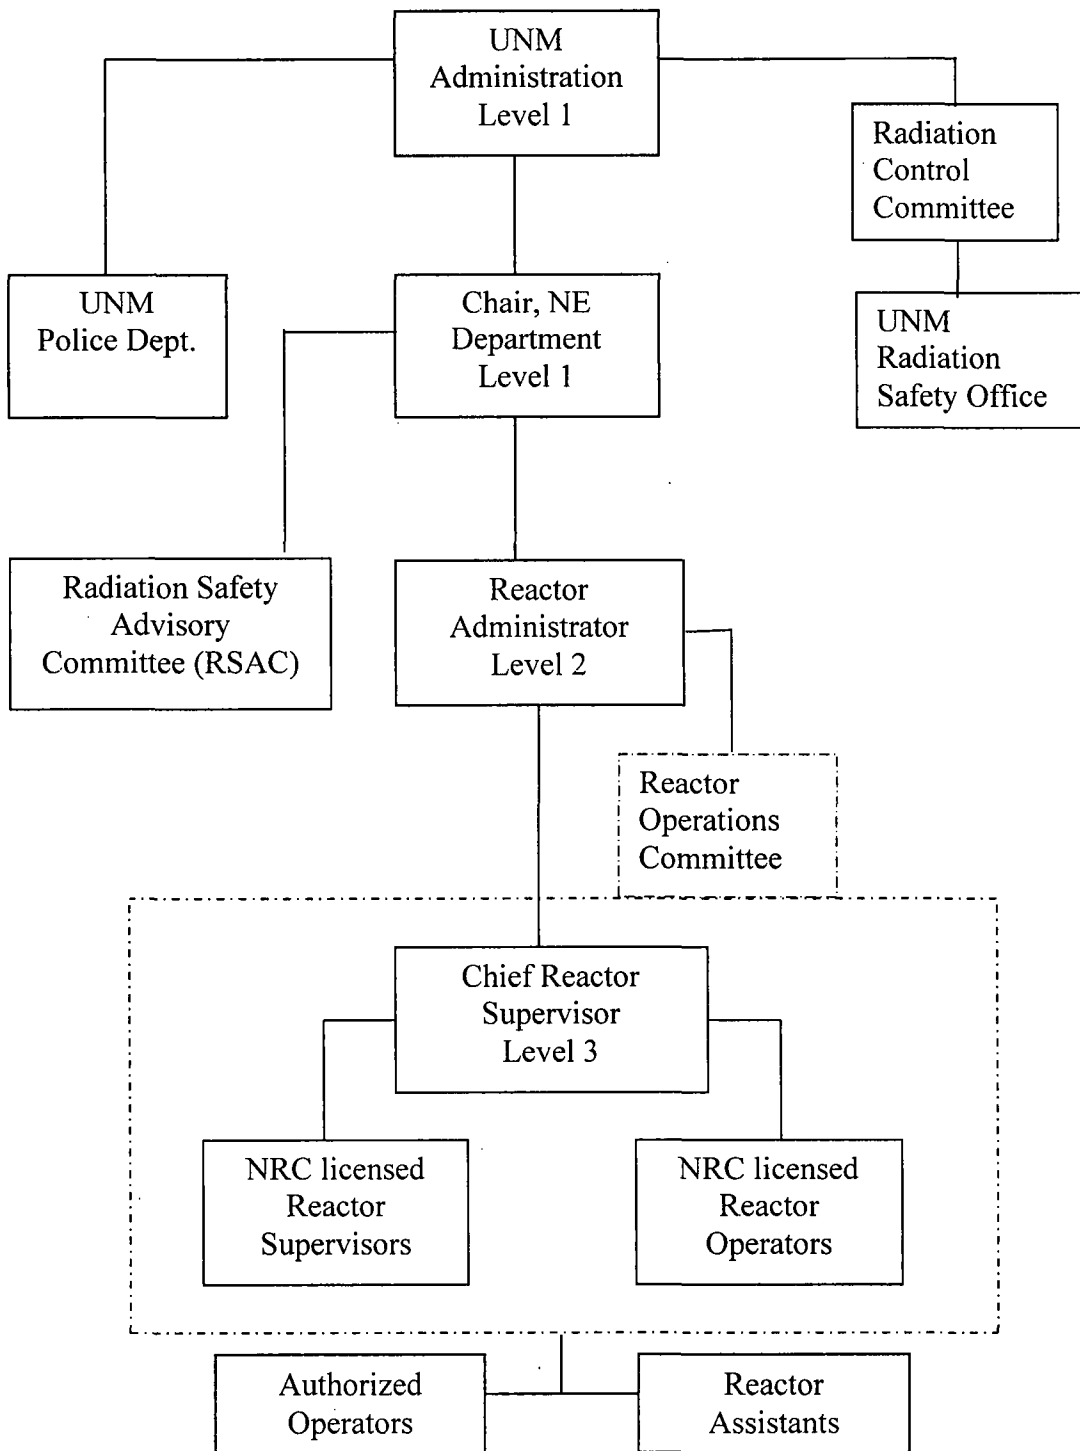 UNM
Administration
Level 1
Radiation
Control
Committee
UNM
Police Dept.
Chair, NE
Department
Level 1
UNM
Radiation
Safety Office
Radiation Safety
Advisory
Committee (RSAC)
Reactor
Administrator
Level 2
Reactor
Operations
Committee
Chief Reactor
Supervisor
Level 3
NRC licensed
Reactor
Supervisors
NRC licensed
Reactor
Operators
Authorized
Operators
Reactor
Assistants